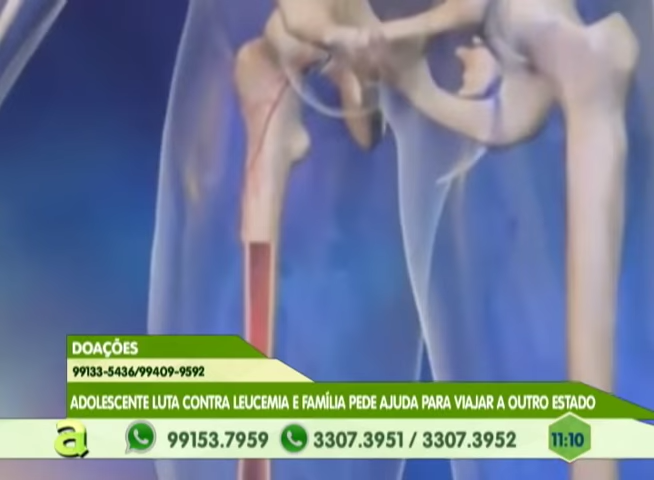 DOAÇÕES
99133-5436/99409-9592
ADOLESCENTE LUTA CONTRA LEUCEMIA E FAMÍLIA PEDE AJUDA PARA VIAJAR A OUTRO ESTADO
a 99153.7959 3307.3951 / 3307.3952 11:10